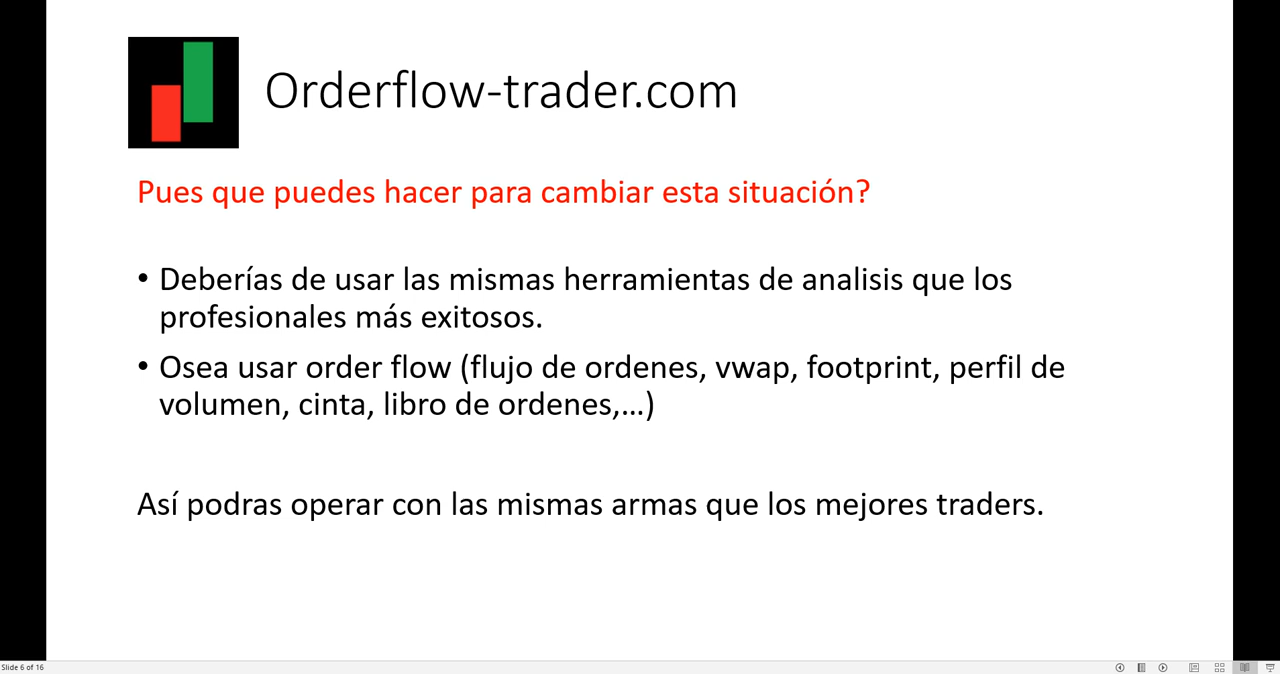 Orderflow-trader.com
Pues que puedes hacer para cambiar esta situación?
• Deberías de usar las mismas herramientas de analisis que los
profesionales más exitosos.
• Osea usar order flow (flujo de ordenes, vwap, footprint, perfil de
volumen, cinta, libro de ordenes,...)
Así podras operar con las mismas armas que los mejores traders.
Slide 6 of 16